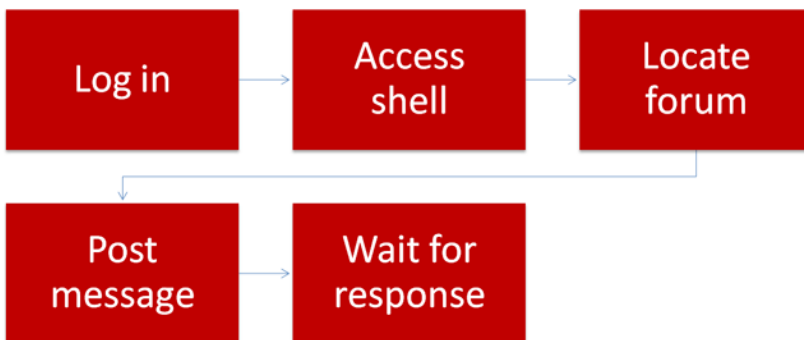 Log in
Access
shell
Locate
forum
Post
message
Wait for
response